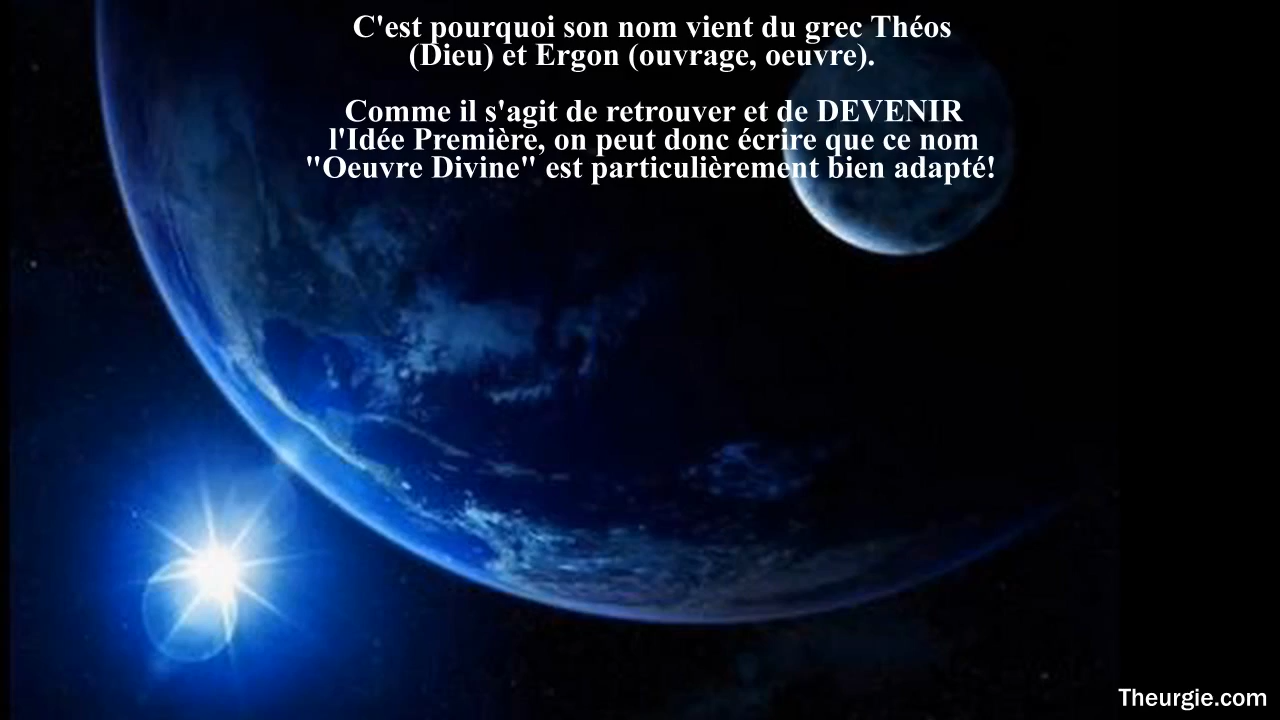 C'est pourquoi son nom vient du grec Théos
(Dieu) et Ergon (ouvrage, oeuvre).
Comme il s'agit de retrouver et de DEVENIR
l'Idée Première, on peut donc écrire que ce nom
"Oeuvre Divine" est particulièrement bien adapté!
Theurgie.com